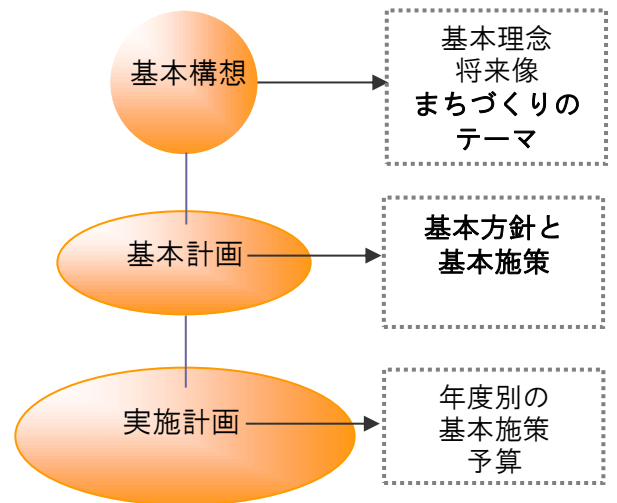 基本構想
基本理念
将来像
まちづくりの
テーマ
基本計画
基本方針と
基本施策
実施計画
年度別の
基本施策
予算